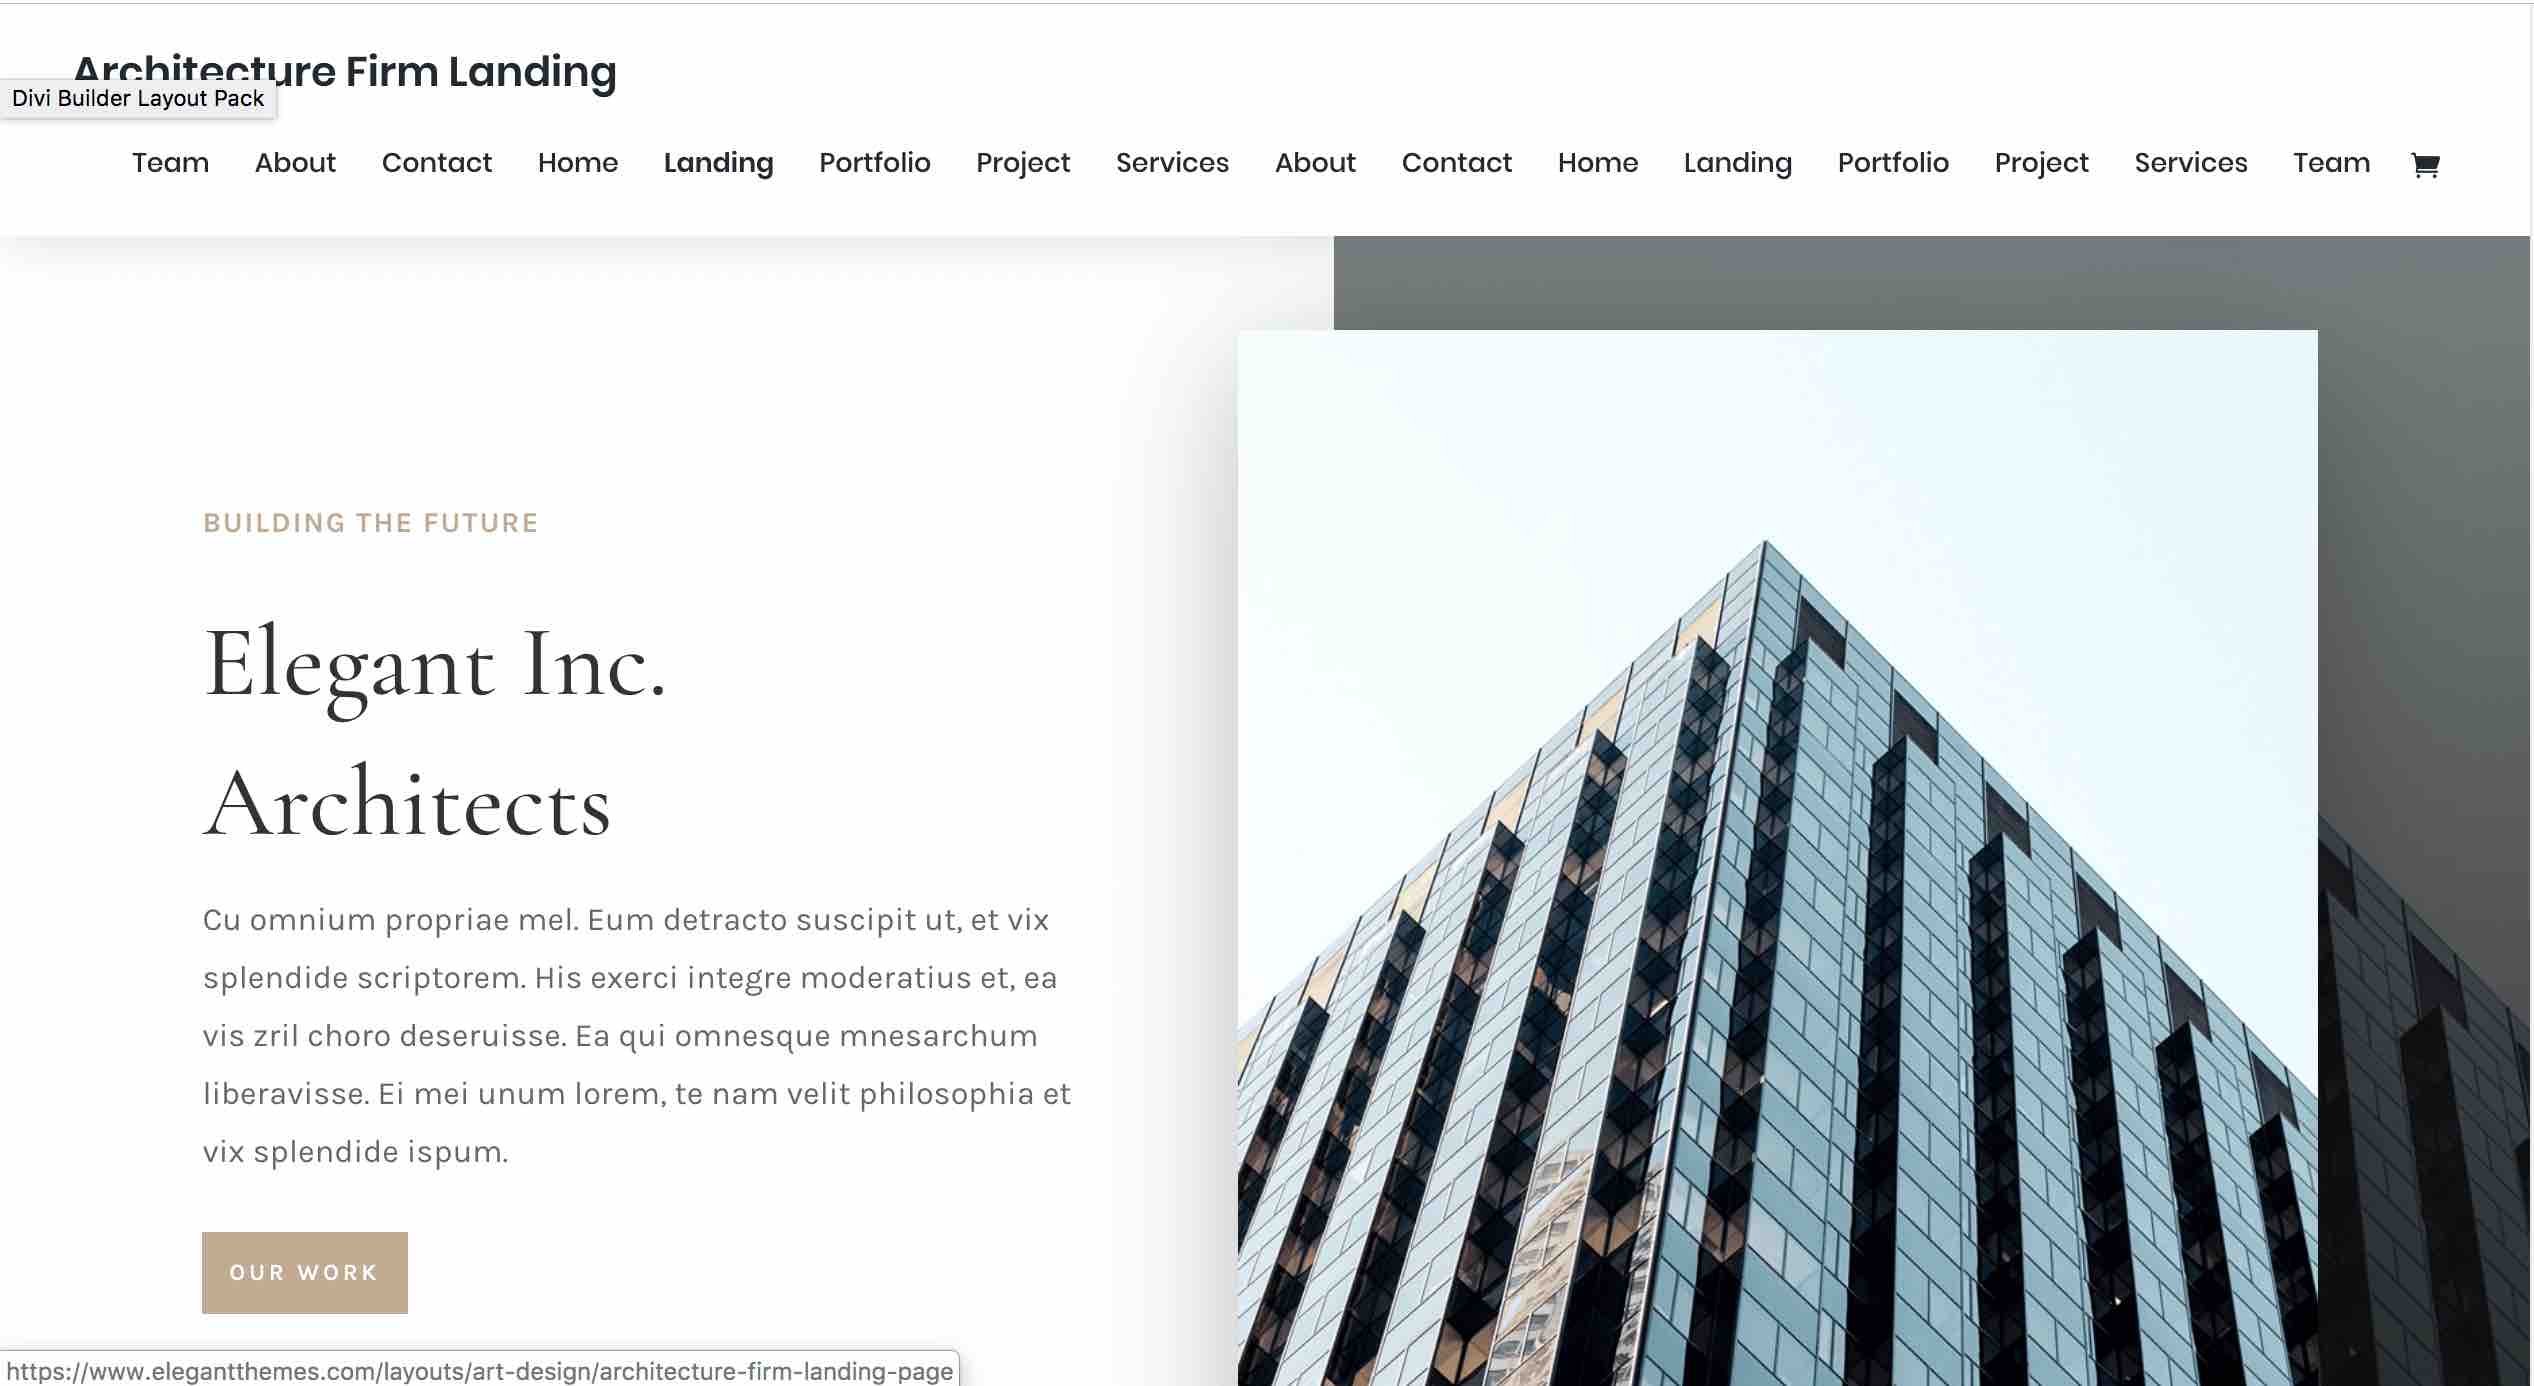 Architecture Firm Landing
Divi Builder Layout Pack
Team About Contact Home Landing Portfolio Project Services About Contact Home Landing Portfolio Project Services Team
BUILDING THE FUTURE
Elegant Inc.
Architects
Cu omnium propriae mel. Eum detracto suscipit ut, et vix
splendide scriptorem. His exerci integre moderatius et, ea
vis zril choro deseruisse. Ea qui omnesque mnesarchum
liberavisse. Ei mei unum lorem, te nam velit philosophia et
vix splendide ispum.
OUR WORK
https://www.elegantthemes.com/layouts/art-design/architecture-firm-landing-page